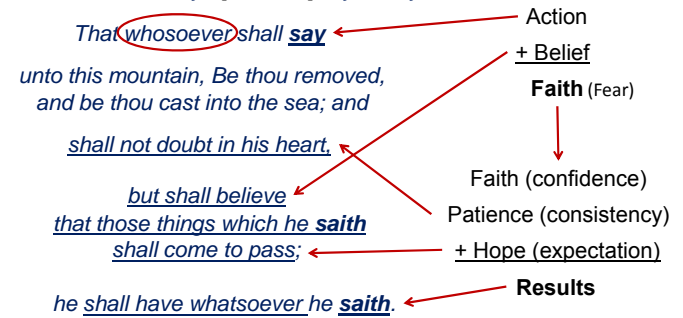 That whosoever shall say
unto this mountain, Be thou removed,
and be thou cast into the sea; and
shall not doubt in his heart,
but shall believe
that those things which he saith
shall come to pass;
he shall have whatsoever he saith.
Action
+ Belief
Faith (Fear)
Faith (confidence)
Patience (consistency)
+ Hope (expectation)
Results